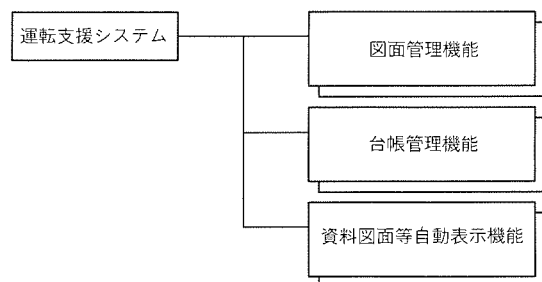 運転支援システム
図面管理機能
台帳管理機能
資料図面等自動表示機能